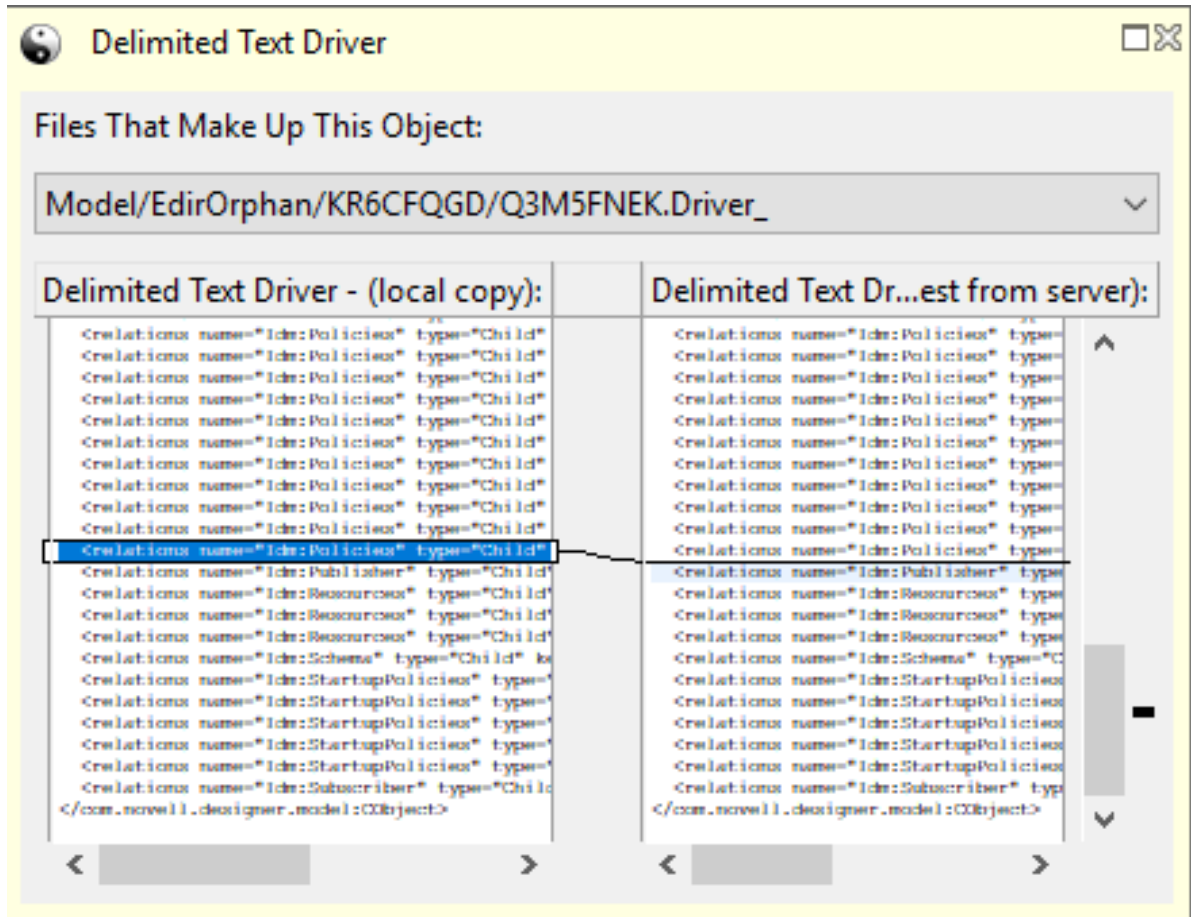 Delimited Text Driver
Files That Make Up This Object:
Model/EdirOrphan/KR6CFQGD/Q3M5FNEK.Driver_
Delimited Text Driver - (local copy):
<relations name="Idm:Policies" type="Child"
<relations name="Idm:Policies" type="Child"
<relations name="Idm:Policies" type="Child"
<relations name="Idm:Policies" type="Child"
<relations name="Idm:Policies" type="Child"
<relations name="Idm:Policies" type="Child"
<relations name="Idm:Policies" type="Child"
<relations name="Idm:Policies" type="Child"
<relations name="Idm:Policies" type="Child"
<relations name="Idm:Policies" type="Child"
<relations name="Idm:Policies" type="Child"
<relations name="Idm:Publisher" type="Child"
<relations name="Idm:Resources" type="Child"
<relations name="Idm:Resources" type="Child"
<relations name="Idm:Resources" type="Child"
<relations name="Idm:Schema" type="Child" ke
<relations name="Idm:StartupPolicies" type="
<relations name="Idm:StartupPolicies" type="
<relations name="Idm:StartupPolicies" type="
<relations name="Idm:StartupPolicies" type="
<relations name="Idm:StartupPolicies" type="
<relations name="Idm:Subscriber" type="Chil
</com.novell.designer.model:CObject>
Delimited Text Dr...est from server):
<relations name="Idm:Policies" type=
<relations name="Idm:Policies" type=
<relations name="Idm:Policies" type=
<relations name="Idm:Policies" type=
<relations name="Idm:Policies" type=
<relations name="Idm:Policies" type=
<relations name="Idm:Policies" type=
<relations name="Idm:Policies" type=
<relations name="Idm:Policies" type=
<relations name="Idm:Policies" type=
<relations name="Idm:Policies" type=
<relations name="Idm:Publisher" type
<relations name="Idm:Resources" type
<relations name="Idm:Resources" type
<relations name="Idm:Resources" type
<relations name="Idm:Schema" type="C
<relations name="Idm:StartupPolicies
<relations name="Idm:StartupPolicies
<relations name="Idm:StartupPolicies
<relations name="Idm:StartupPolicies
<relations name="Idm:StartupPolicies
<relations name="Idm:Subscriber" typ
</com.novell.designer.model:CObject>